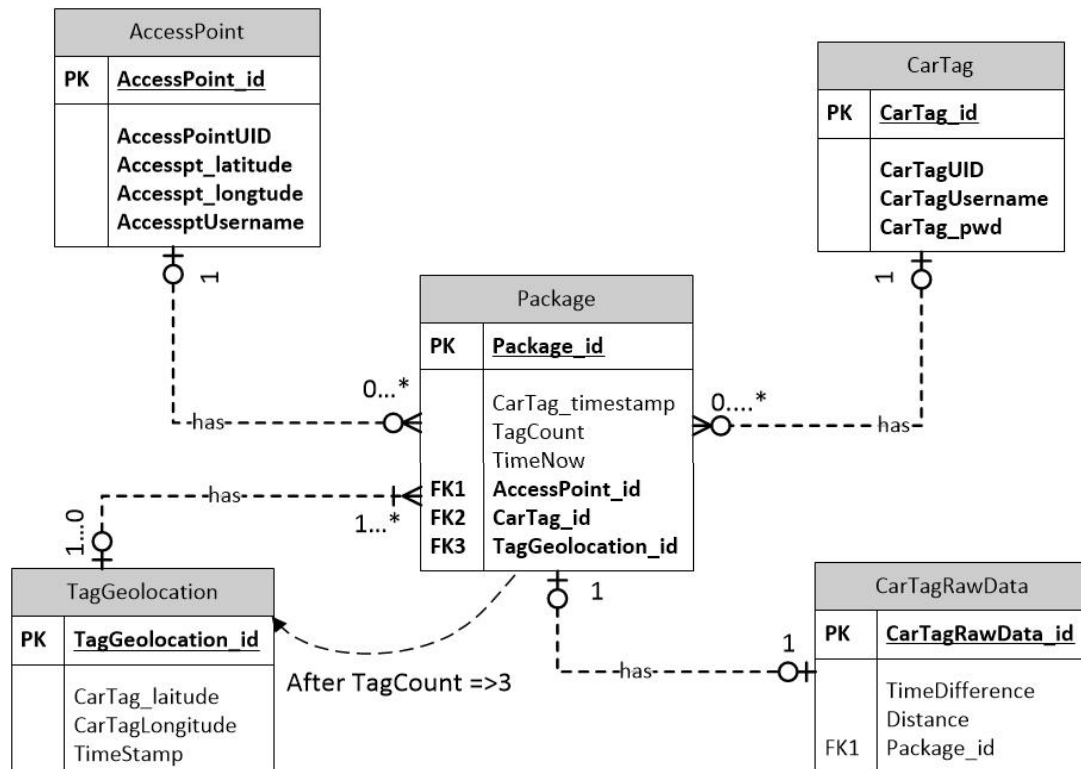 AccessPoint
PK AccessPoint_id
AccessPointUID
Accesspt_latitude
Accesspt_longtude
AccessptUsername
1
has
0...*
CarTag
PK CarTag_id
CarTagUID
CarTagUsername
CarTag_pwd
1
has
0....*
Package
PK Package_id
CarTag_timestamp
TagCount
TimeNow
FK1 AccessPoint_id
FK2 CarTag_id
FK3 TagGeolocation_id
has
1...*
1...0
TagGeolocation
PK TagGeolocation_id
CarTag_laitude
CarTagLongitude
TimeStamp
After TagCount =>3
1
has
1
CarTagRawData
PK CarTagRawData_id
TimeDifference
Distance
FK1 Package_id